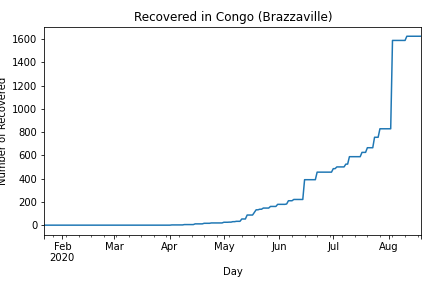 Recovered in Congo (Brazzaville)
Number of Recovered
1600
1400
1200
1000
800
600
400
200
0
Feb Mar Apr May Jun Jul Aug
2020
Day